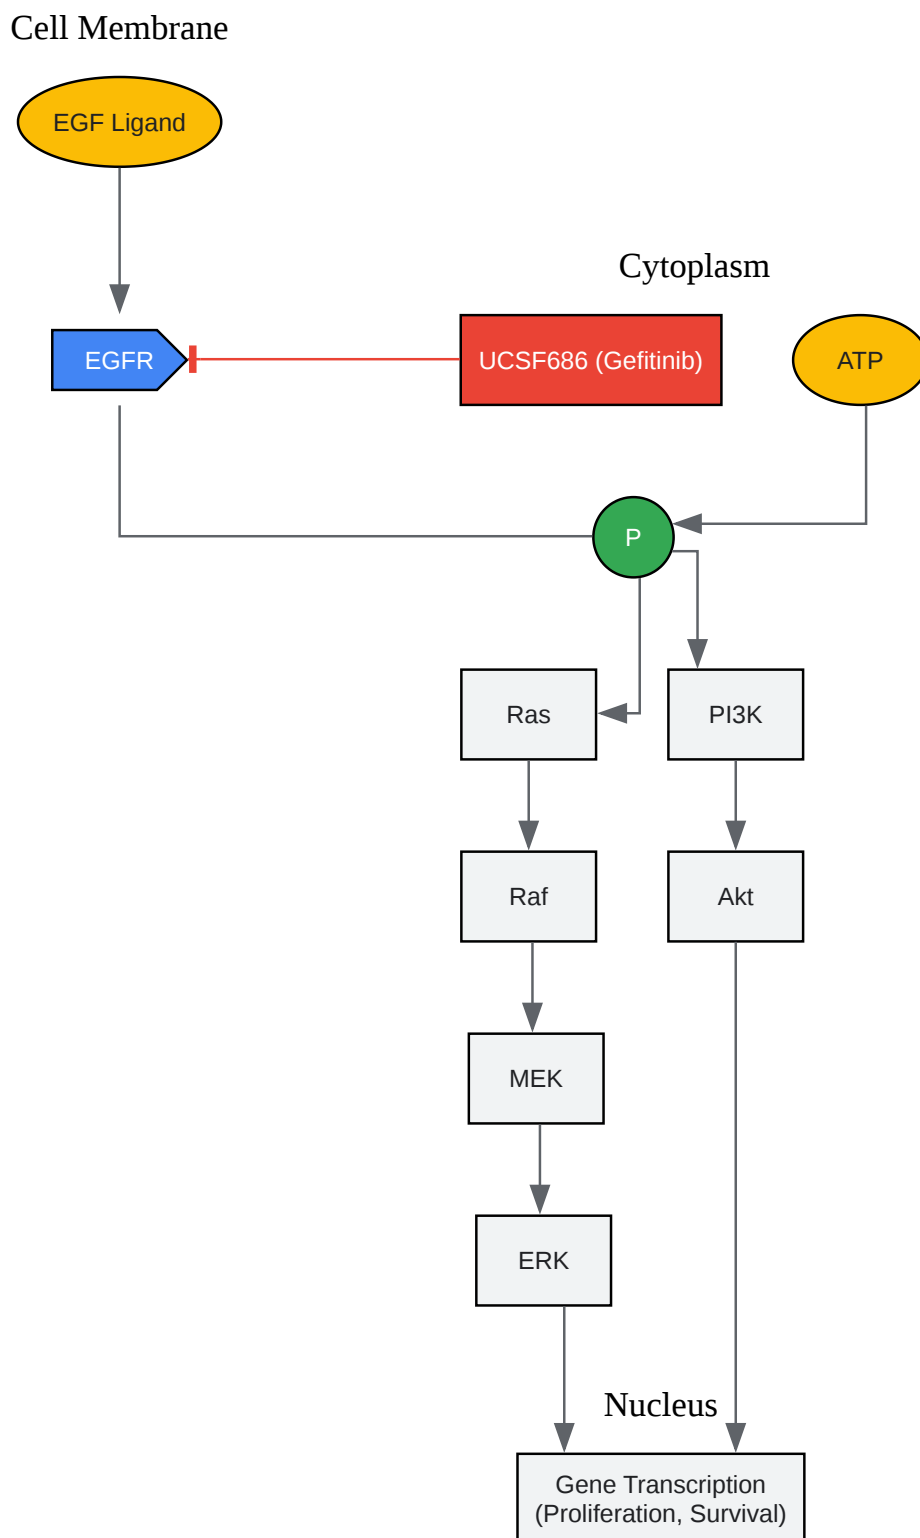 Cell Membrane
EGF Ligand
Cytoplasm
EGFR
UCSF686 (Gefitinib)
ATP
P
Ras
PI3K
Raf
Akt
MEK
ERK
Nucleus
Gene Transcription
(Proliferation, Survival)